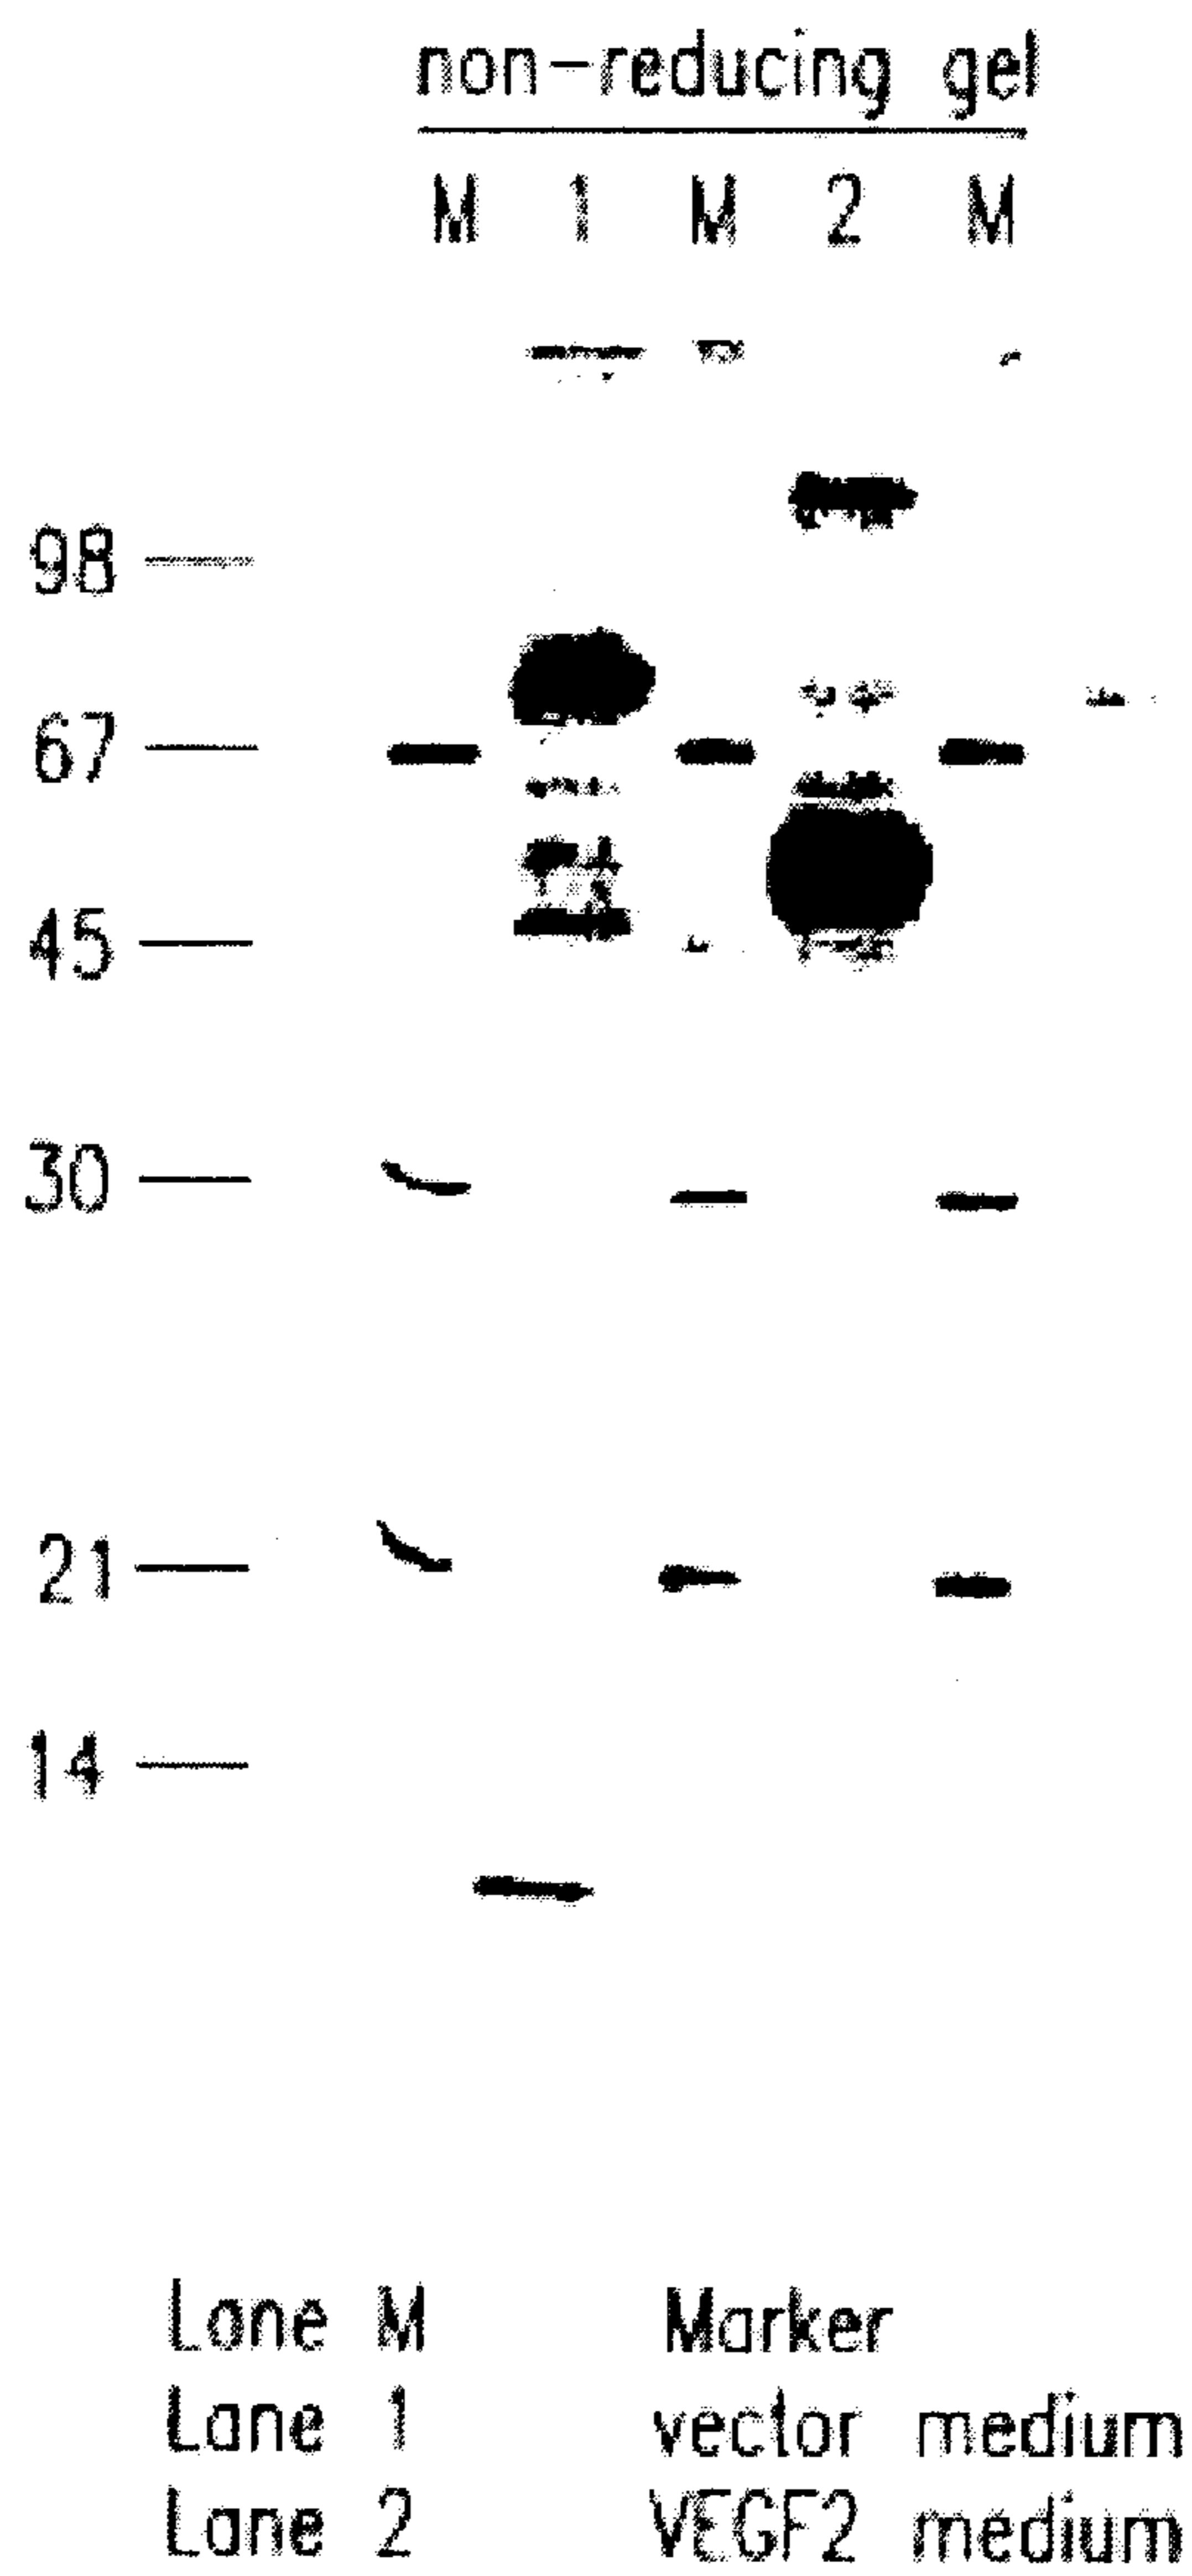 non-reducing gel
M 1 M 2 M
98
67
45
30
21
14
Lane M Marker
Lane 1 vector medium
Lane 2 VEGF2 medium